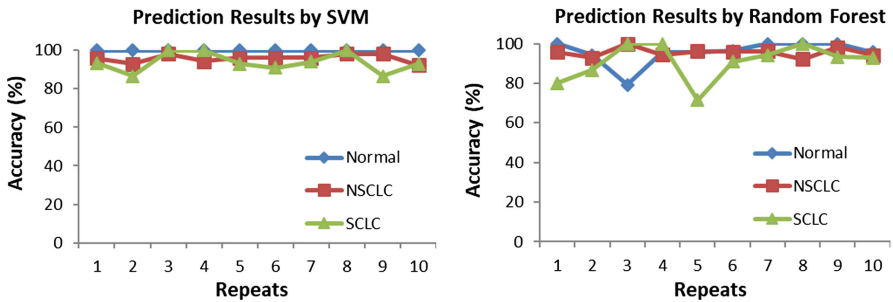 Prediction Results by SVM
Accuracy (%)
100
80
60
40
20
0
Normal
NSCLC
SCLC
1 2 3 4 5 6 7 8 9 10
Repeats
Prediction Results by Random Forest
Accuracy (%)
100
80
60
40
20
0
Normal
NSCLC
SCLC
1 2 3 4 5 6 7 8 9 10
Repeats